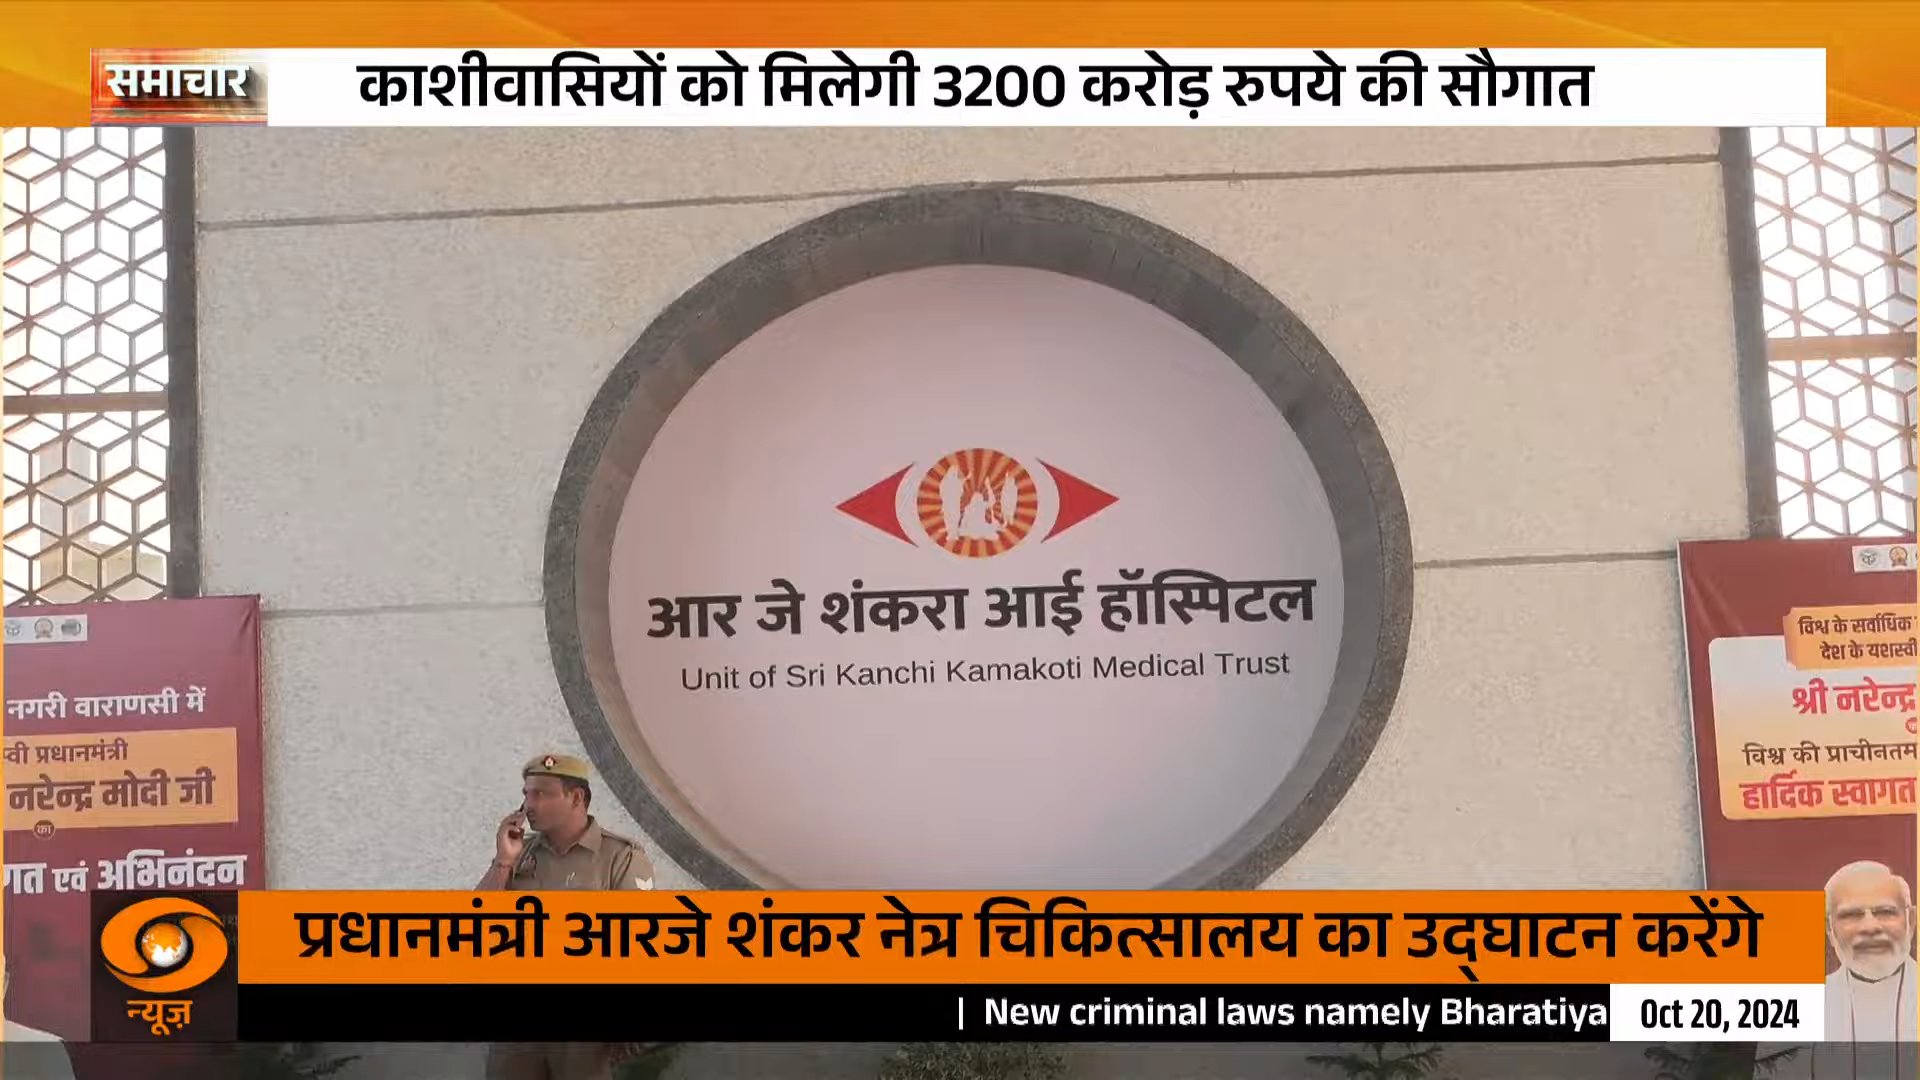 समाचार
काशीवासियों को मिलेगी 3200 करोड़ रुपये की सौगात
आर जे शंकरा आई हॉस्पिटल
Unit of Sri Kanchi Kamakoti Medical Trust
नगरी वाराणसी में
प्रधानमंत्री
नरेन्द्र मोदी जी
का
एवं अभिनंदन
विश्व के सर्वाधिक
देश के यशस्वी
श्री नरेन्द्र
विश्व की प्राचीनतम
हार्दिक स्वागत
प्रधानमंत्री आरजे शंकर नेत्र चिकित्सालय का उद्घाटन करेंगे
न्यूज़
| New criminal laws namely Bharatiya
Oct 20, 2024